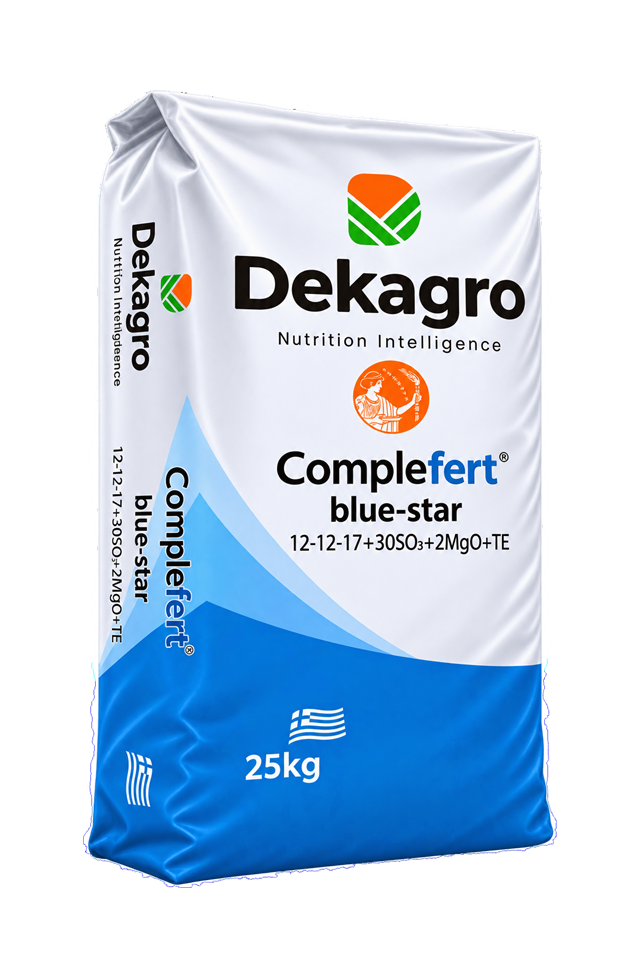 Dekagro
Nutrition Intelligence
Complefert®
blue-star
12-12-17+30SO₃+2MgO+TE
25kg
Dekagro
Nutrition Inteligdeence
Complefert®
blue-star
12-12-17+30SO₃+2MgO+TE